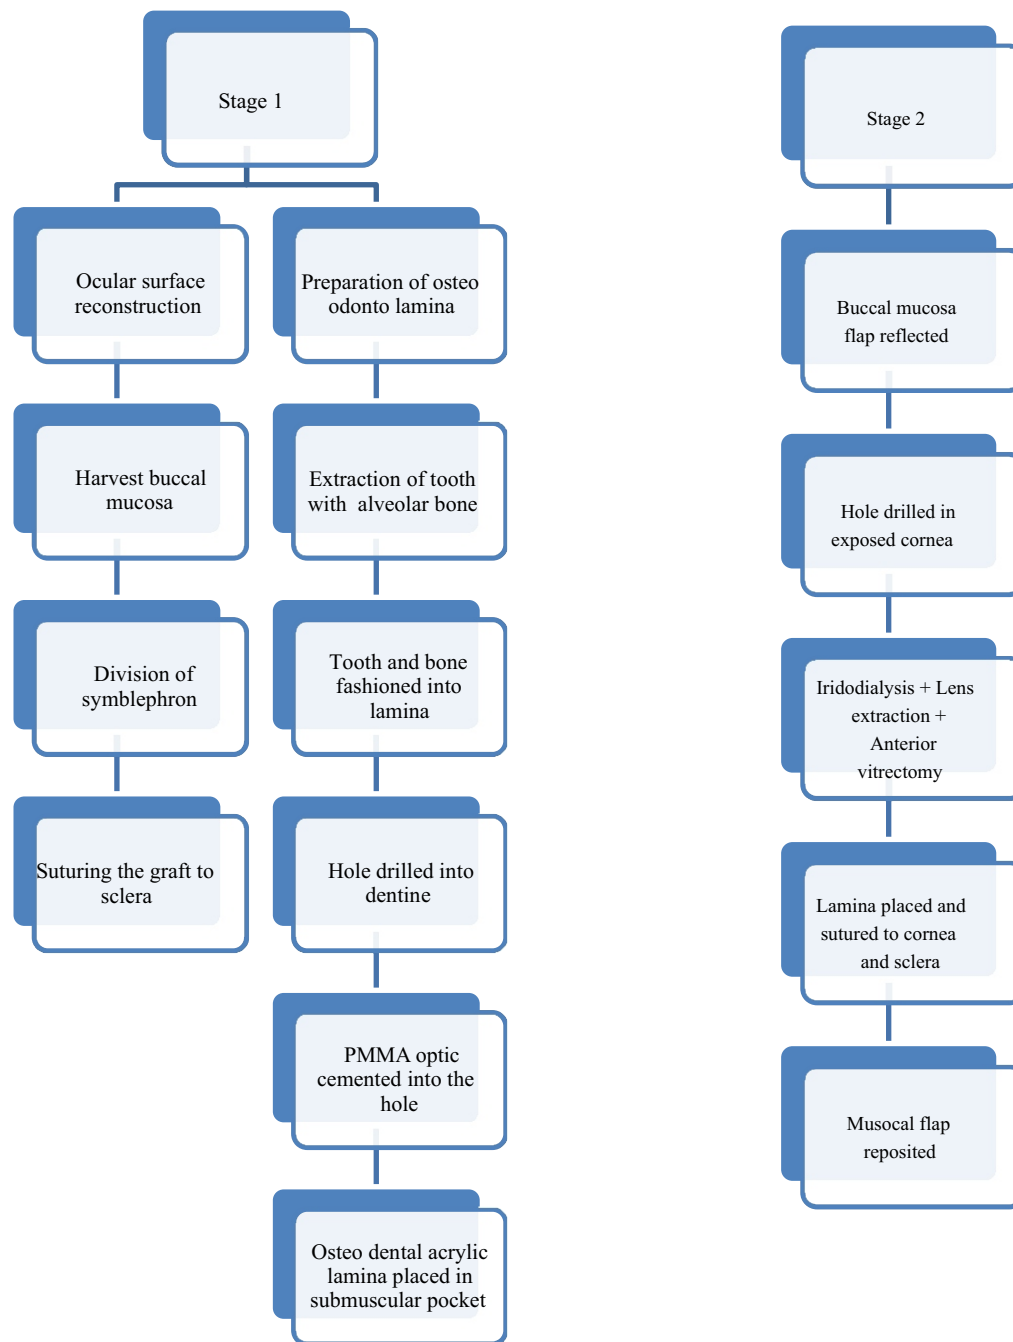 Stage 1
Ocular surface
reconstruction
Harvest buccal
mucosa
Division of
symblephron
Suturing the graft to
sclera
Preparation of osteo
odonto lamina
Extraction of tooth
with alveolar bone
Tooth and bone
fashioned into
lamina
Hole drilled into
dentine
PMMA optic
cemented into the
hole
Osteo dental acrylic
lamina placed in
submuscular pocket
Stage 2
Buccal mucosa
flap reflected
Hole drilled in
exposed cornea
Iridodialysis + Lens
extraction +
Anterior
vitrectomy
Lamina placed and
sutured to cornea
and sclera
Musocal flap
reposited